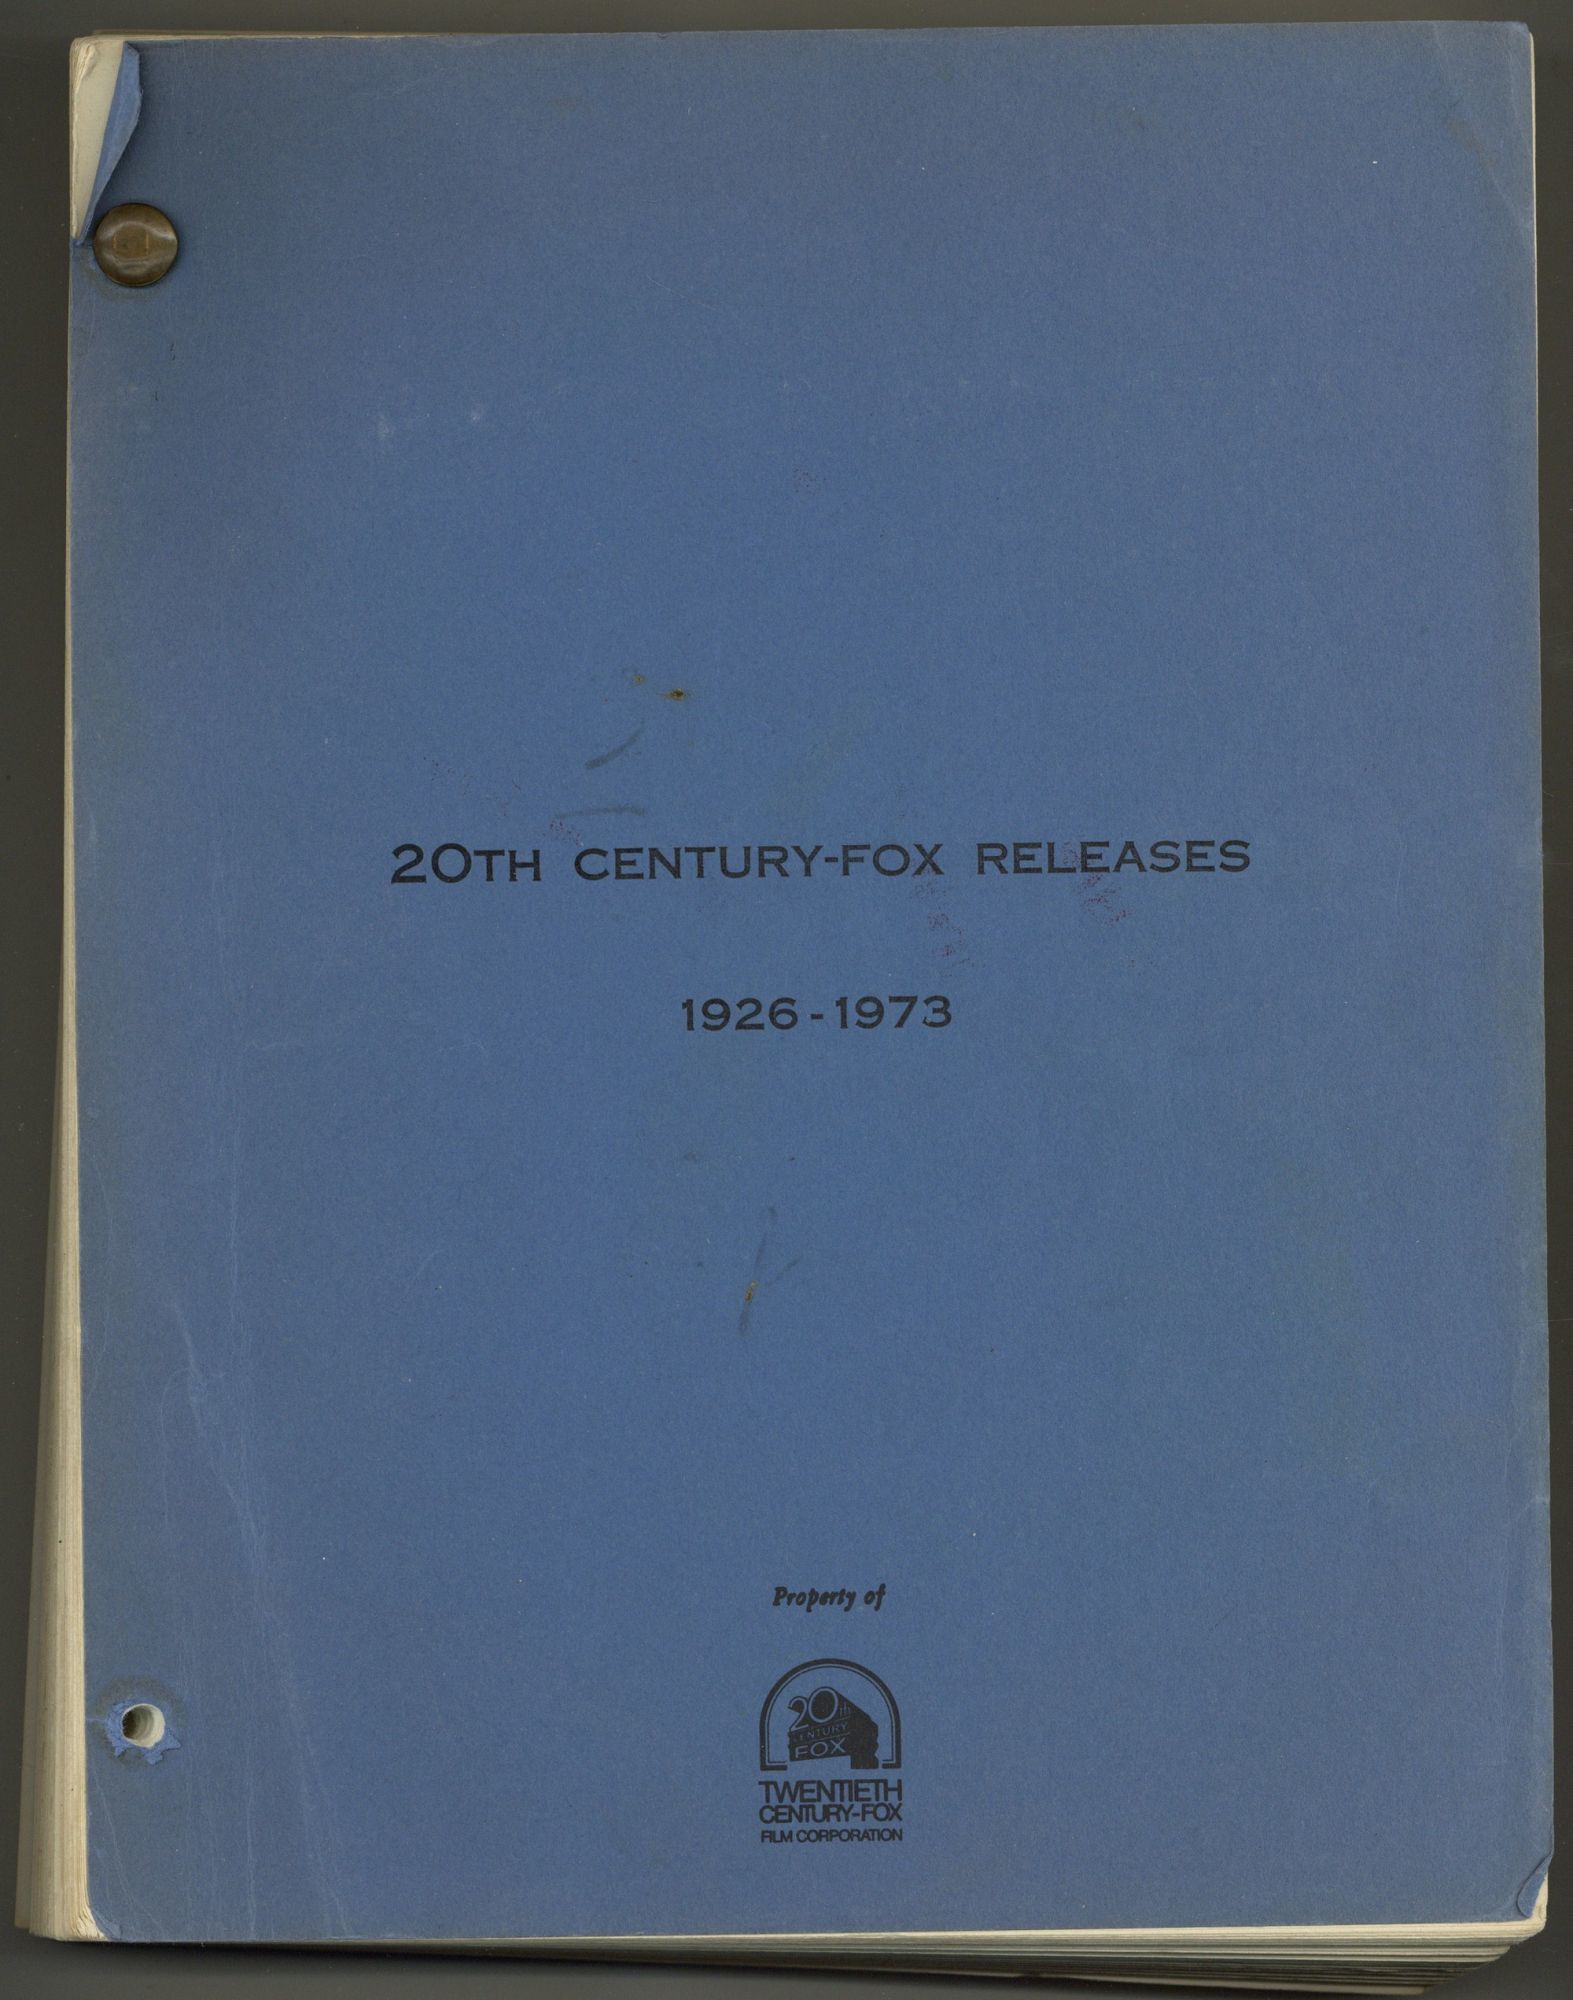 20TH CENTURY-FOX RELEASES
1926-1973
Property of
20th
CENTURY
FOX
TWENTIETH
CENTURY-FOX
FILM CORPORATION